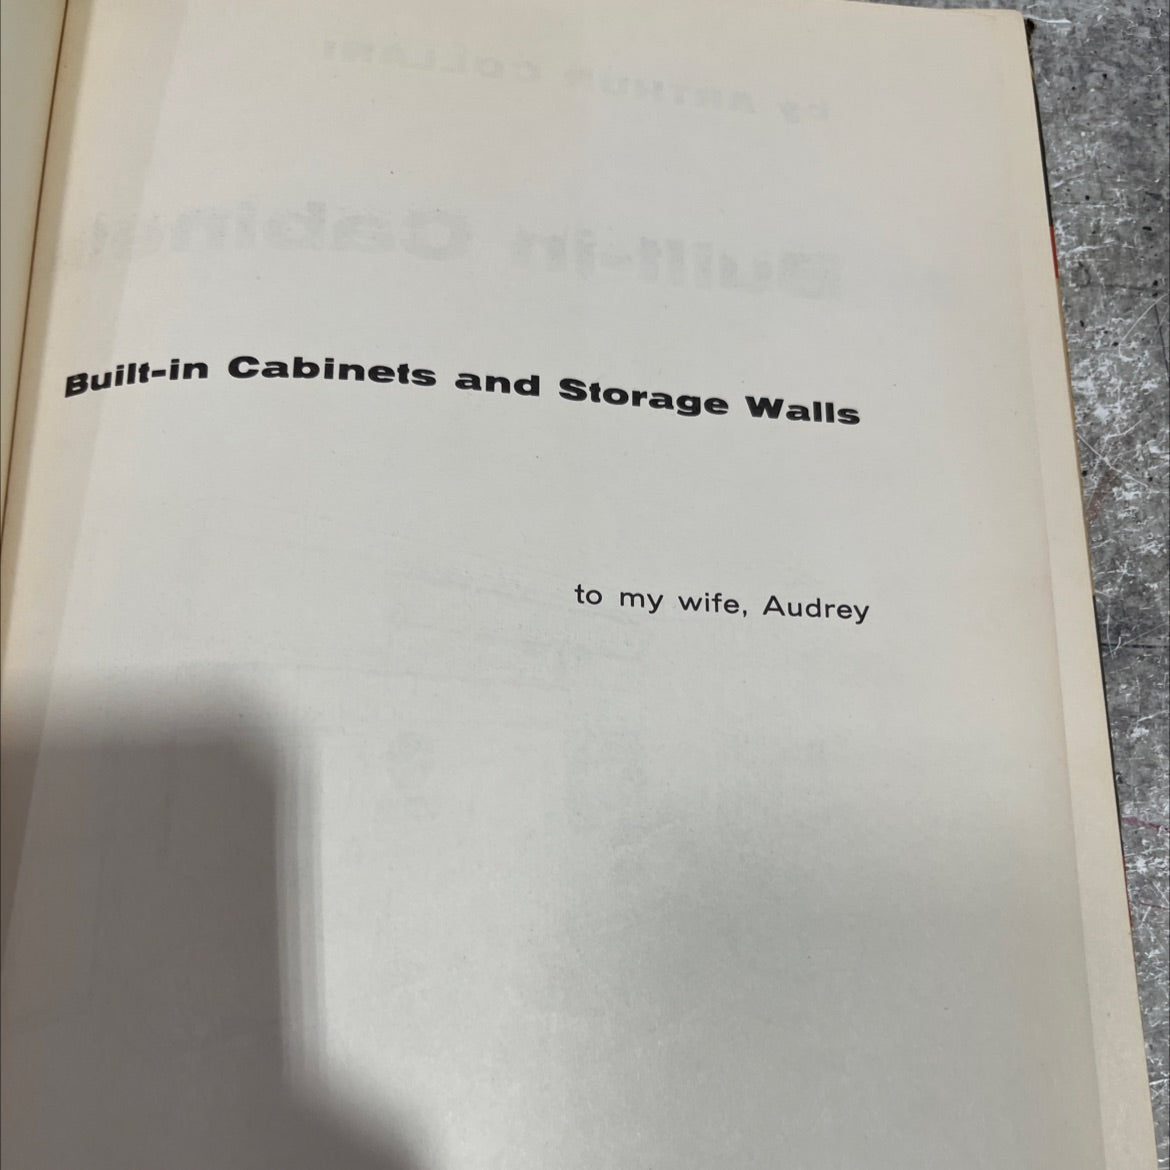 Built-in Cabinets and Storage Walls
to my wife, Audrey